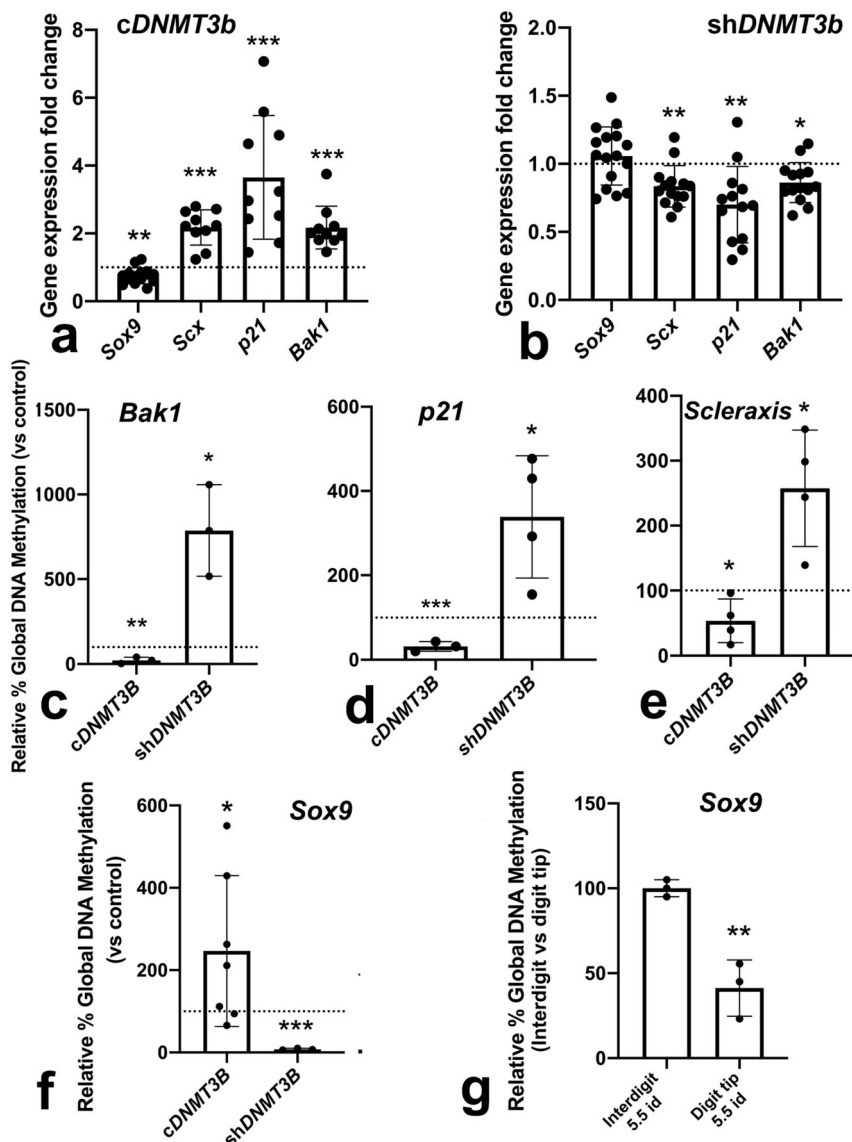 cDNMT3b
Gene expression fold change
8
6
4
2
0
**
***
***
***
Sox9
Scx
p21
Bak1
a
shDNMT3b
Gene expression fold change
2.0
1.5
1.0
0.5
0.0
**
**
*
Sox9
Scx
p21
Bak1
b
Relative % Global DNA Methylation (vs control)
Bak1
1500
1000
500
0
**
*
cDNMT3B
shDNMT3B
c
p21
600
400
200
0
***
*
cDNMT3B
shDNMT3B
d
Scleraxis
400
300
200
100
0
*
*
cDNMT3B
shDNMT3B
e
Relative % Global DNA Methylation
(vs control)
Sox9
600
400
200
0
*
***
cDNMT3B
shDNMT3B
f
Relative % Global DNA Methylation
(Interdigit vs digit tip)
Sox9
150
100
50
0
**
Interdigit
5.5 id
Digit tip
5.5 id
g